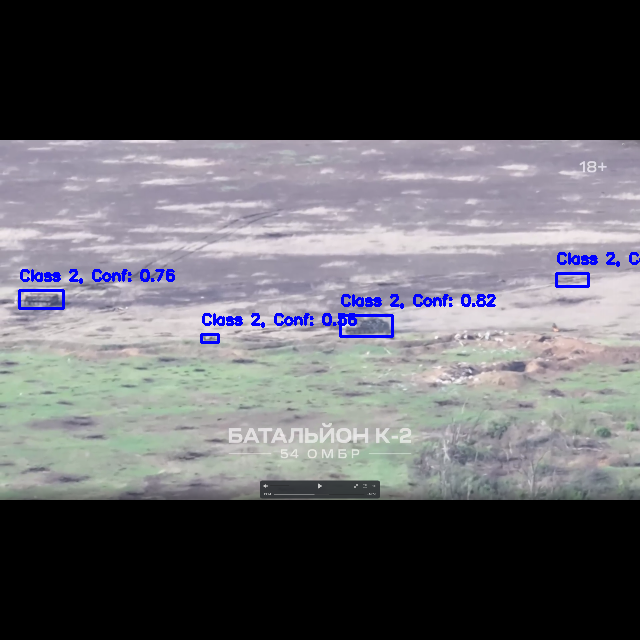 18+
Class 2, C
Class 2, Conf: 0.76
Class 2, Conf: 0.82
Class 2, Conf: 0.56
БАТАЛЬЙОН К-2
54 ОМБР